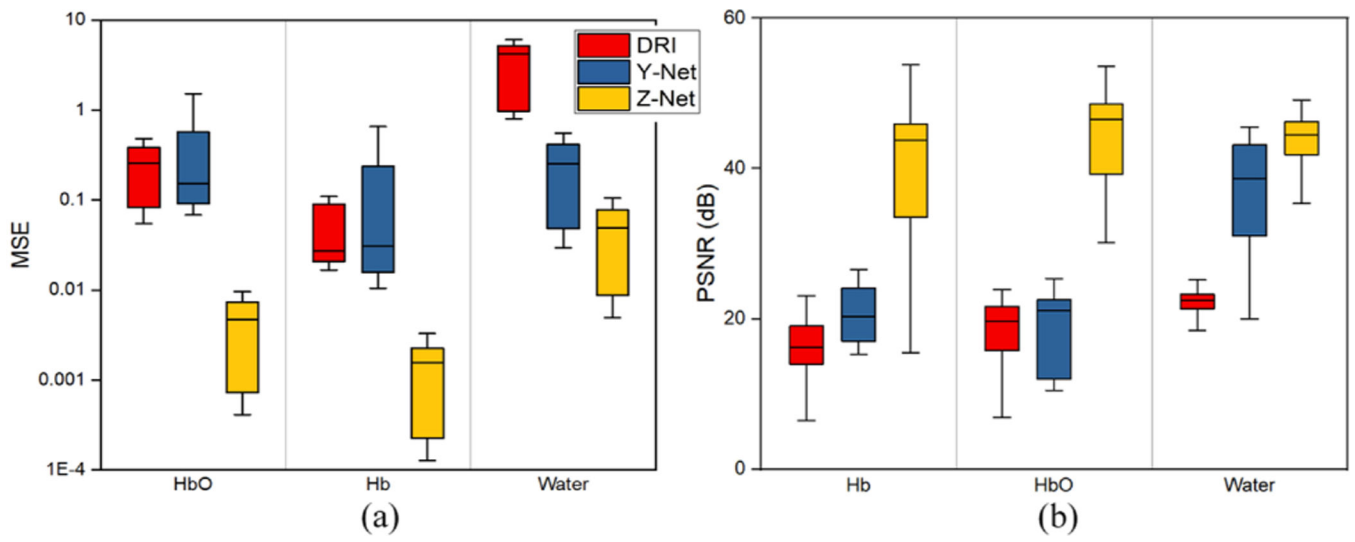 10
1
0.1
0.01
0.001
1E-4
MSE
HbO
Hb
Water
DRI
Y-Net
Z-Net
(a)
60
40
20
0
PSNR (dB)
Hb
HbO
Water
(b)